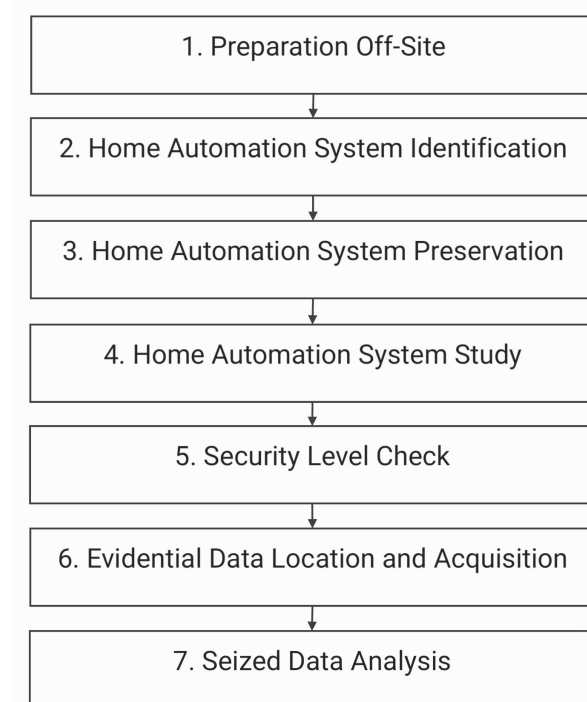 1. Preparation Off-Site
2. Home Automation System Identification
3. Home Automation System Preservation
4. Home Automation System Study
5. Security Level Check
6. Evidential Data Location and Acquisition
7. Seized Data Analysis